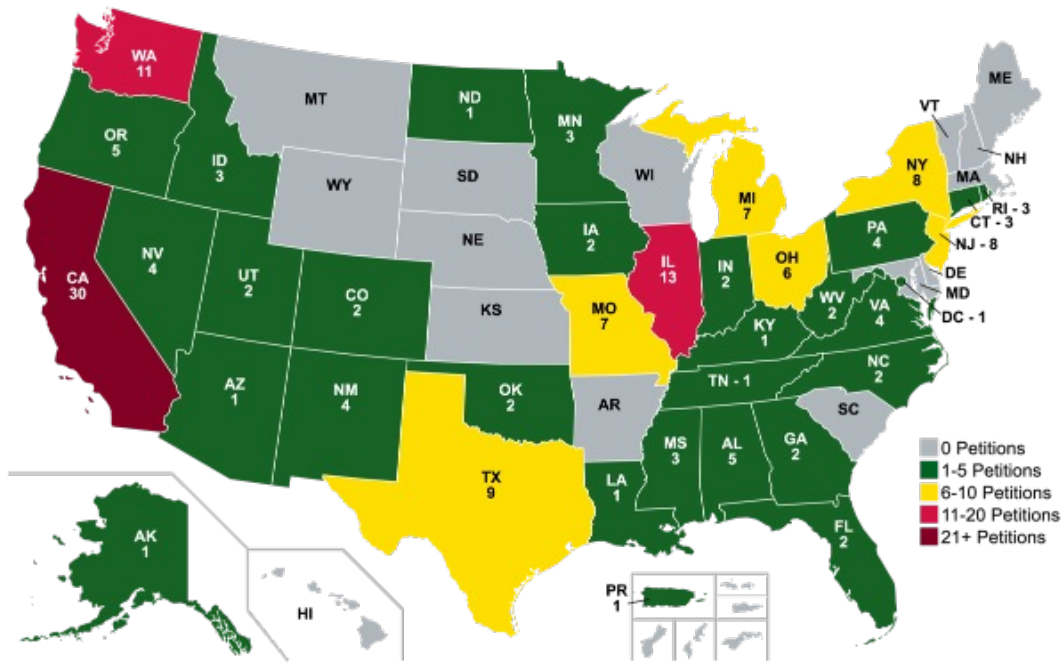 WA
11
MT
ND
1
MN
3
ME
VT
OR
5
ID
3
NH
NY
8
WI
SD
MA
WY
MI
7
RI - 3
CT - 3
PA
4
NJ - 8
IA
2
NE
NV
4
OH
6
IL
13
IN
2
DE
UT
2
CA
30
MD
CO
2
WV
2
VA
4
DC - 1
KS
MO
7
KY
1
NC
2
AZ
1
NM
4
TN - 1
OK
2
AR
SC
MS
3
AL
5
GA
2
TX
9
LA
1
FL
2
0 Petitions
1-5 Petitions
6-10 Petitions
11-20 Petitions
21+ Petitions
AK
1
HI
PR
1